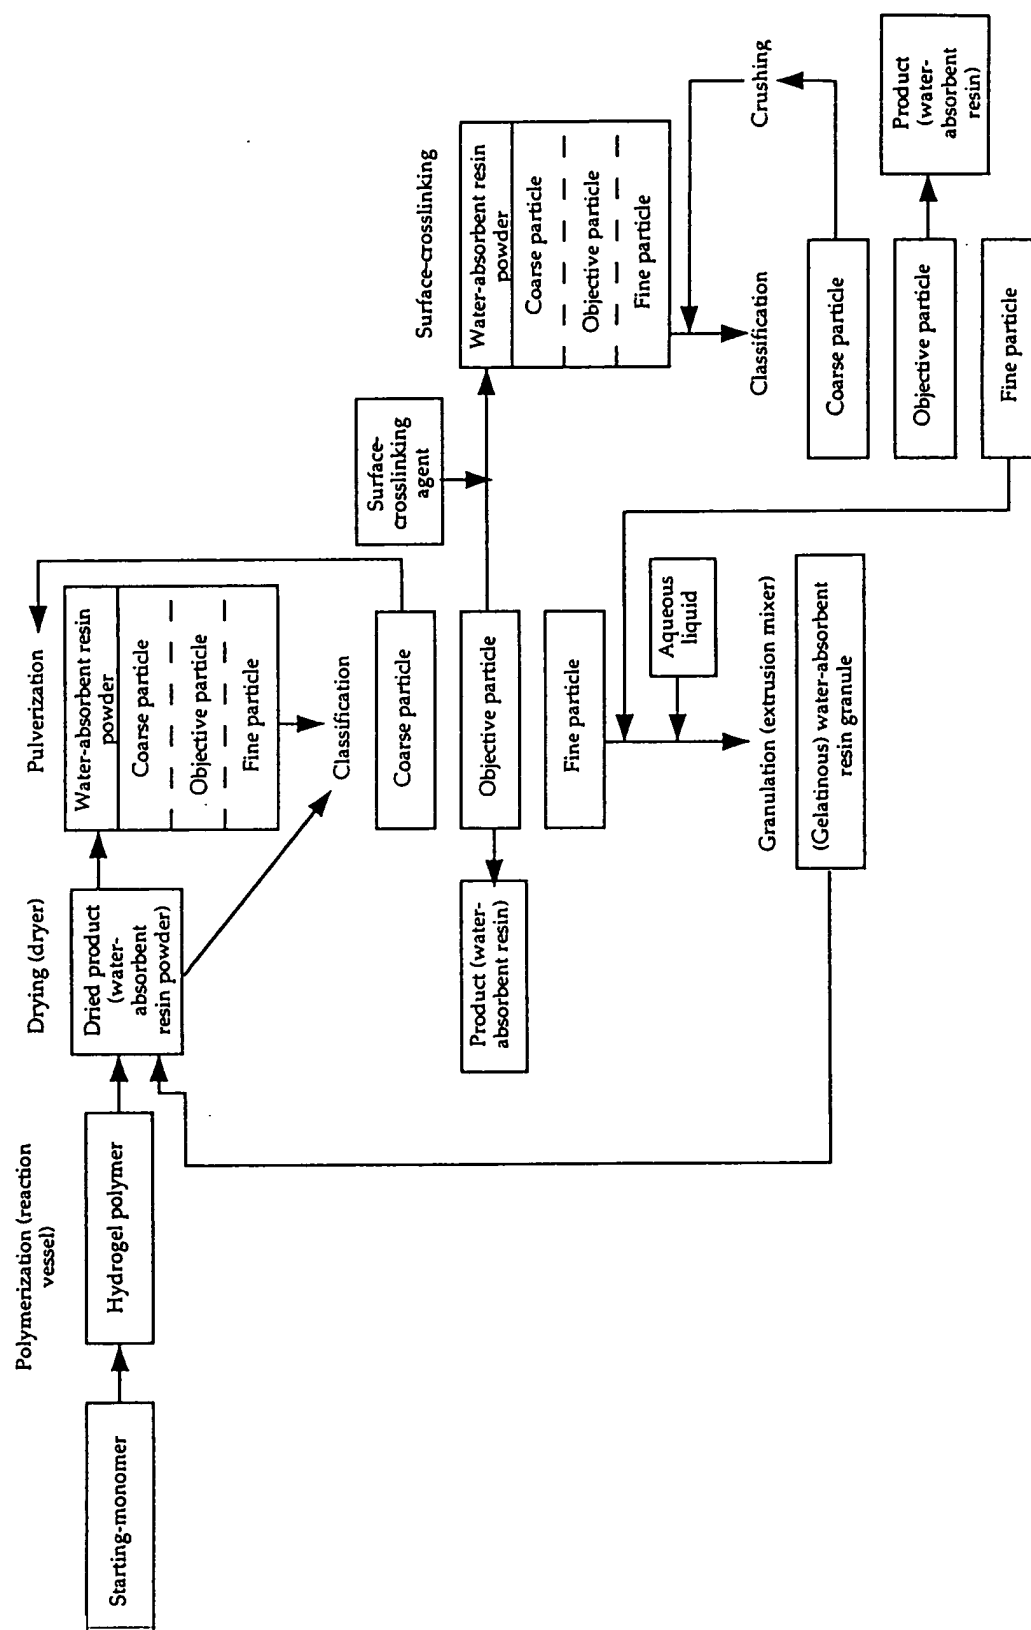 Polymerization (reaction
vessel)
Starting-monomer
Hydrogel polymer
Drying (dryer)
Dried product
(water-
absorbent
resin powder)
Pulverization
Water-absorbent resin
powder
Coarse particle
Objective particle
Fine particle
Classification
Coarse particle
Objective particle
Fine particle
Product (water-
absorbent resin)
Aqueous
liquid
Granulation (extrusion mixer)
(Gelatinous) water-absorbent
resin granule
Surface-
crosslinking
agent
Surface-crosslinking
Water-absorbent resin
powder
Coarse particle
Objective particle
Fine particle
Classification
Crushing
Coarse particle
Objective particle
Fine particle
Product
(water-
absorbent
resin)